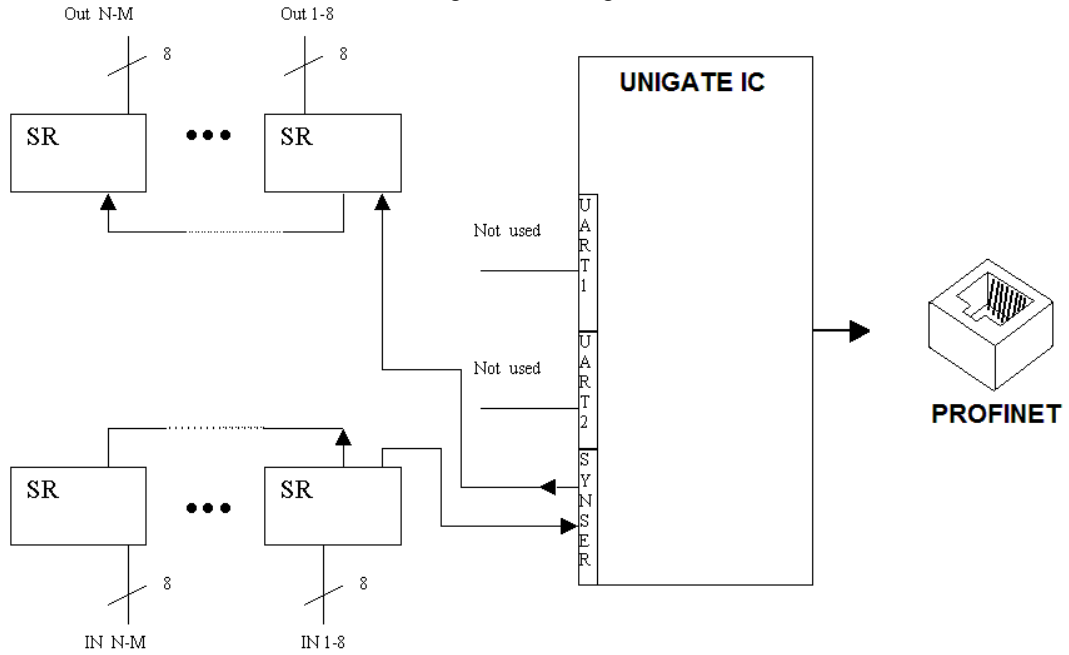 Out N-M
Out 1-8
8
8
UNIGATE IC
SR
SR
UART1
Not used
PROFINET
UART2
Not used
SYNSER
SR
SR
8
8
IN N-M
IN 1-8